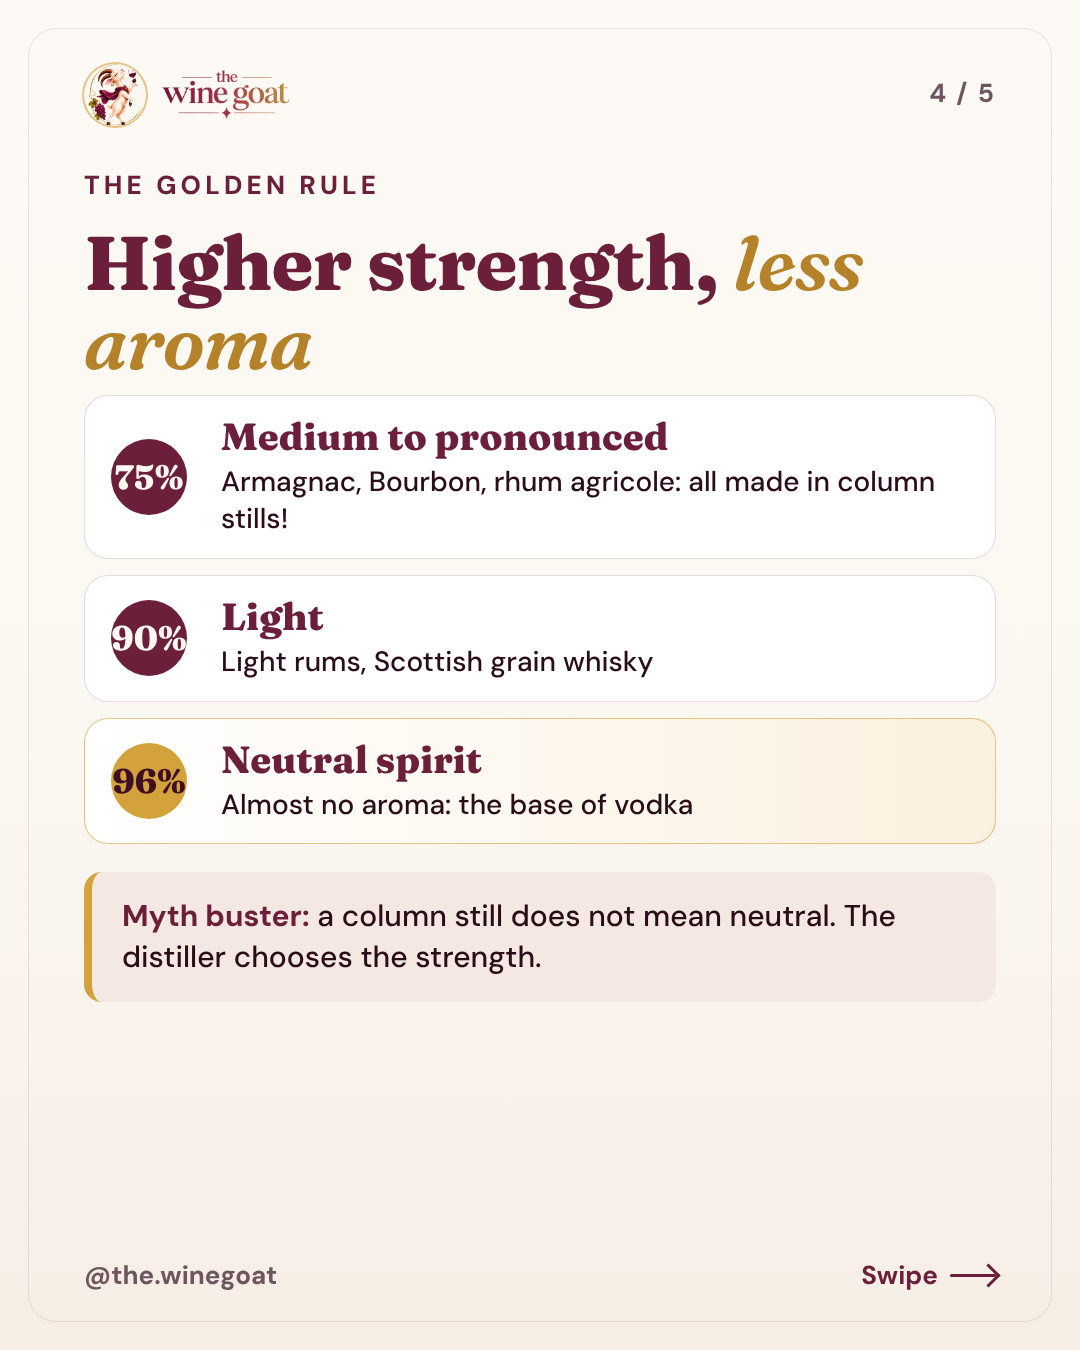 the
wine goat
4 / 5
THE GOLDEN RULE
Higher strength, less
aroma
75%
Medium to pronounced
Armagnac, Bourbon, rhum agricole: all made in column
stills!
90%
Light
Light rums, Scottish grain whisky
96%
Neutral spirit
Almost no aroma: the base of vodka
Myth buster: a column still does not mean neutral. The
distiller chooses the strength.
@the.winegoat
Swipe